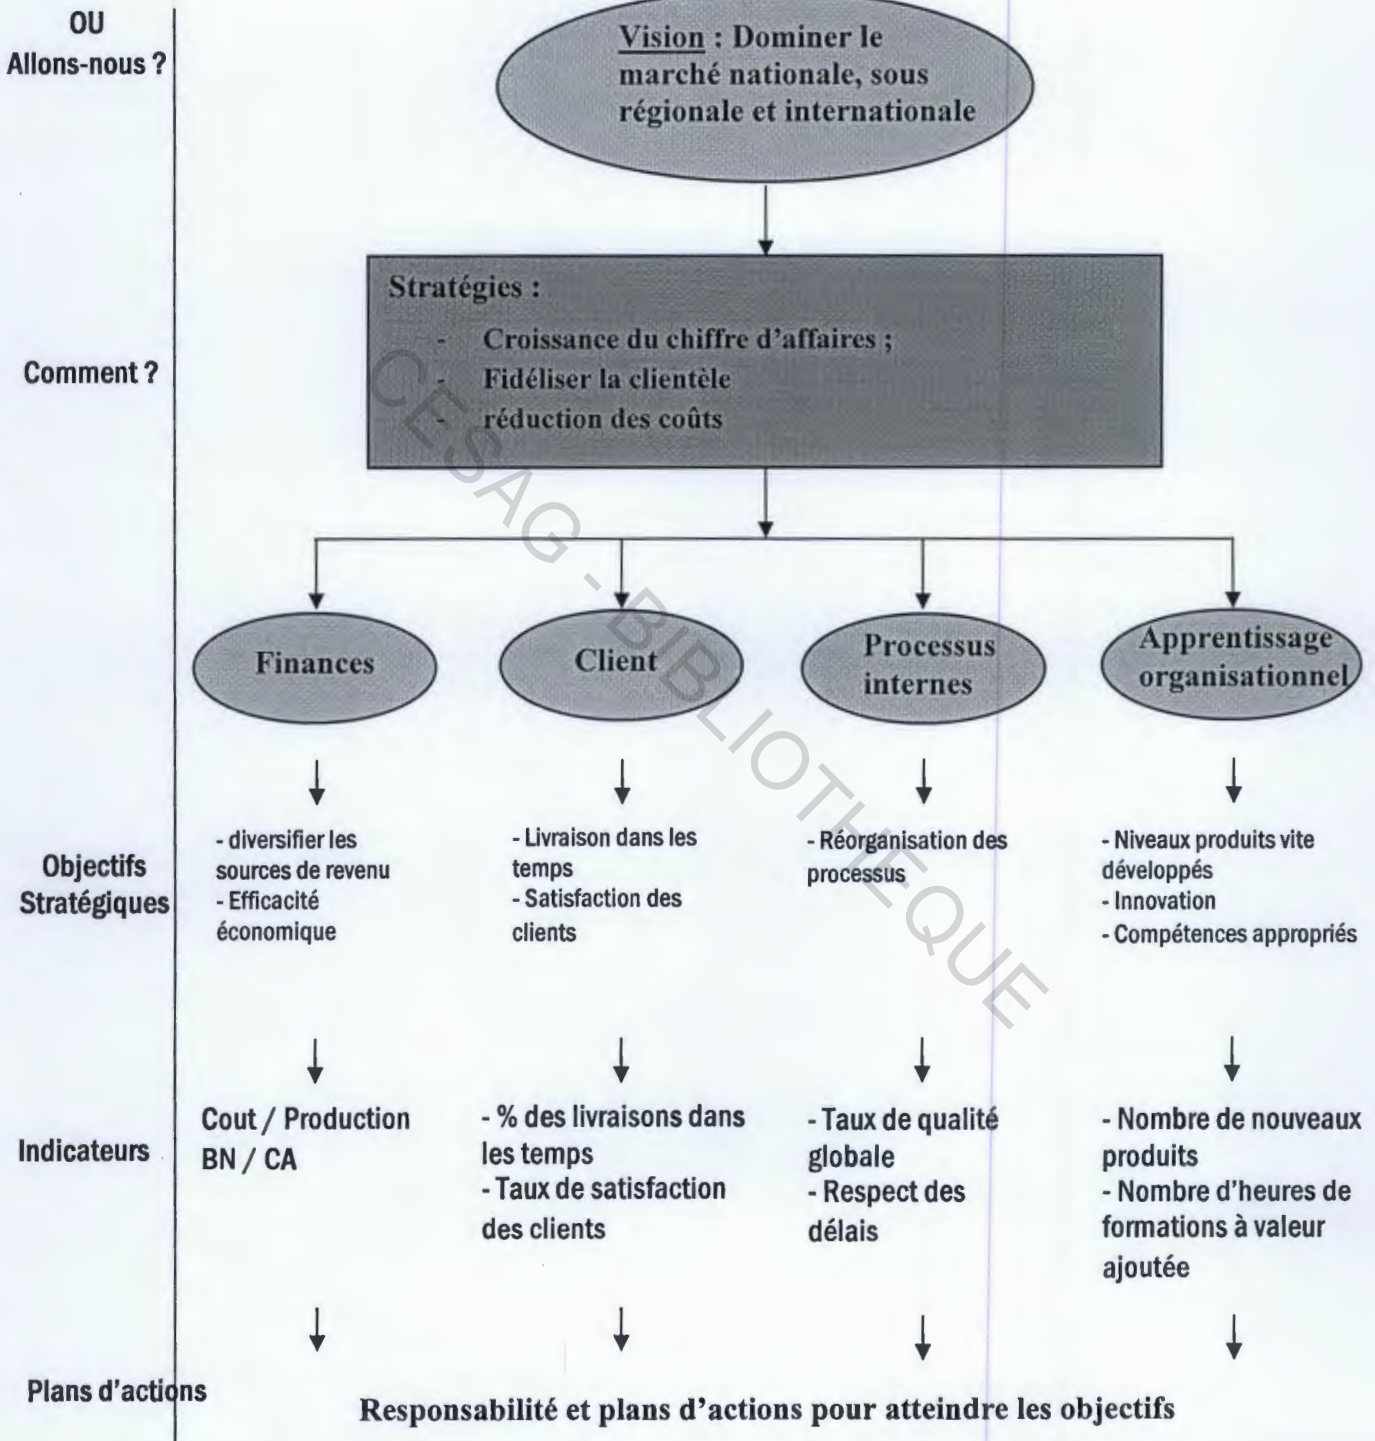 OU
Allons-nous ?
Vision : Dominer le
marché nationale, sous
régionale et internationale
Comment ?
Stratégies :
- Croissance du chiffre d'affaires ;
- Fidéliser la clientèle
- réduction des coûts
Finances
Client
Processus
internes
Apprentissage
organisationnel
Objectifs
Stratégiques
- diversifier les
sources de revenu
- Efficacité
économique
- Livraison dans les
temps
- Satisfaction des
clients
- Réorganisation des
processus
- Niveaux produits vite
développés
- Innovation
- Compétences appropriés
Indicateurs
Cout / Production
BN / CA
- % des livraisons dans
les temps
- Taux de satisfaction
des clients
- Taux de qualité
globale
- Respect des
délais
- Nombre de nouveaux
produits
- Nombre d'heures de
formations à valeur
ajoutée
Plans d'actions
Responsabilité et plans d'actions pour atteindre les objectifs
CESAG - BIBLIOTHEQUE